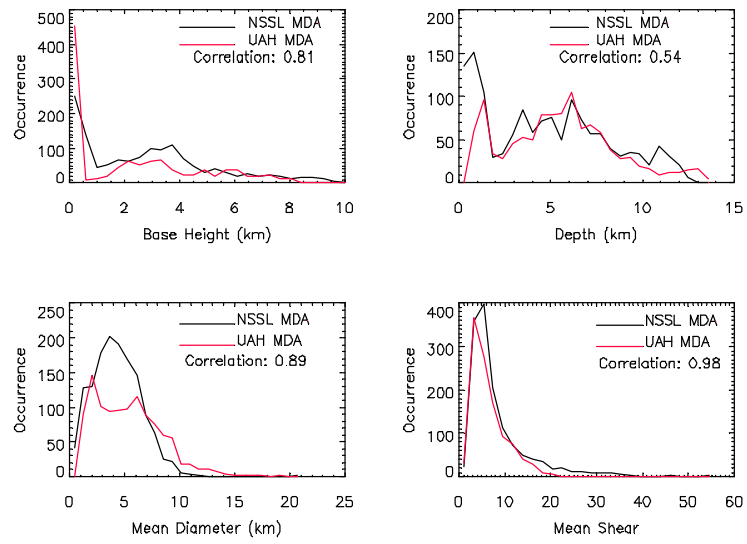 500
400
300
200
100
0
Occurrence
NSSL MDA
UAH MDA
Correlation: 0.81
0 2 4 6 8 10
Base Height (km)
200
150
100
50
0
Occurrence
NSSL MDA
UAH MDA
Correlation: 0.54
0 5 10 15
Depth (km)
250
200
150
100
50
0
Occurrence
NSSL MDA
UAH MDA
Correlation: 0.89
0 5 10 15 20 25
Mean Diameter (km)
400
300
200
100
0
Occurrence
NSSL MDA
UAH MDA
Correlation: 0.98
0 10 20 30 40 50 60
Mean Shear